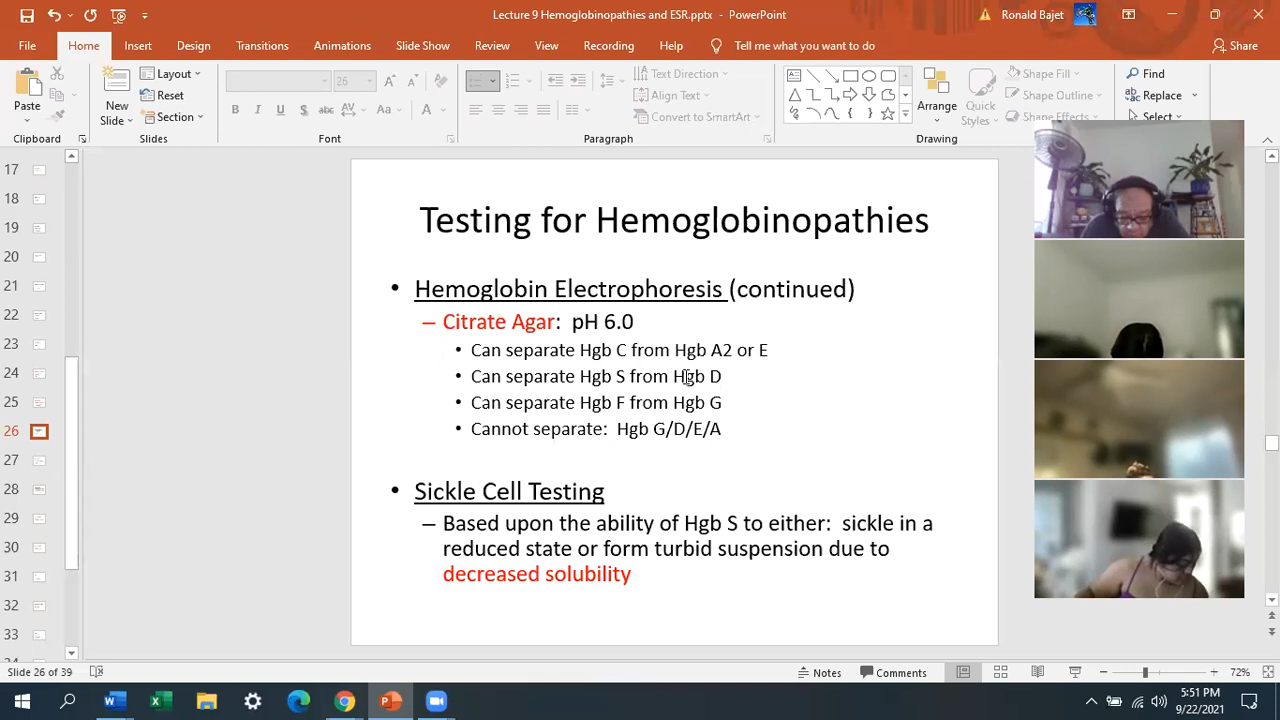 Lecture 9 Hemoglobinopathies and ESR.pptx - PowerPoint
Ronald Bajet
File Home Insert Design Transitions Animations Slide Show Review View Recording Help Tell me what you want to do Share
Paste
Clipboard
New
Slide
Layout
Reset
Section
Slides
25
Aa
Font
Text Direction
Align Text
Convert to SmartArt
Paragraph
Arrange
Quick
Styles
Shape Fill
Shape Outline
Shape Effects
Drawing
Find
Replace
Select
17
18
19
20
21
22
23
24
25
26
27
28
29
30
31
32
33
Testing for Hemoglobinopathies
• Hemoglobin Electrophoresis (continued)
– Citrate Agar: pH 6.0
• Can separate Hgb C from Hgb A2 or E
• Can separate Hgb S from Hgb D
• Can separate Hgb F from Hgb G
• Cannot separate: Hgb G/D/E/A
• Sickle Cell Testing
– Based upon the ability of Hgb S to either: sickle in a
reduced state or form turbid suspension due to
decreased solubility
Slide 26 of 39
Notes
Comments
72%
5:51 PM
9/22/2021